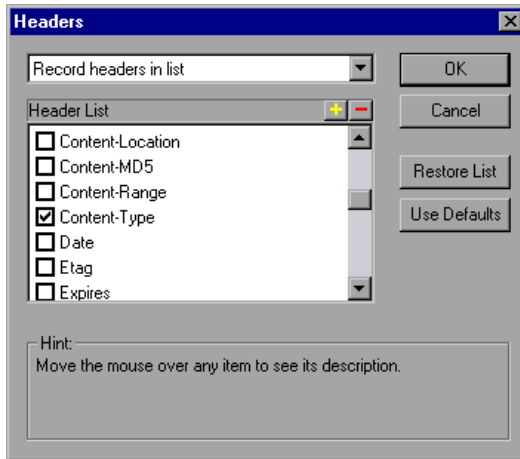 Headers
Record headers in list
OK
Header List
Cancel
Content-Location
Content-MD5
Content-Range
Content-Type
Date
Etag
Expires
Restore List
Use Defaults
Hint:
Move the mouse over any item to see its description.